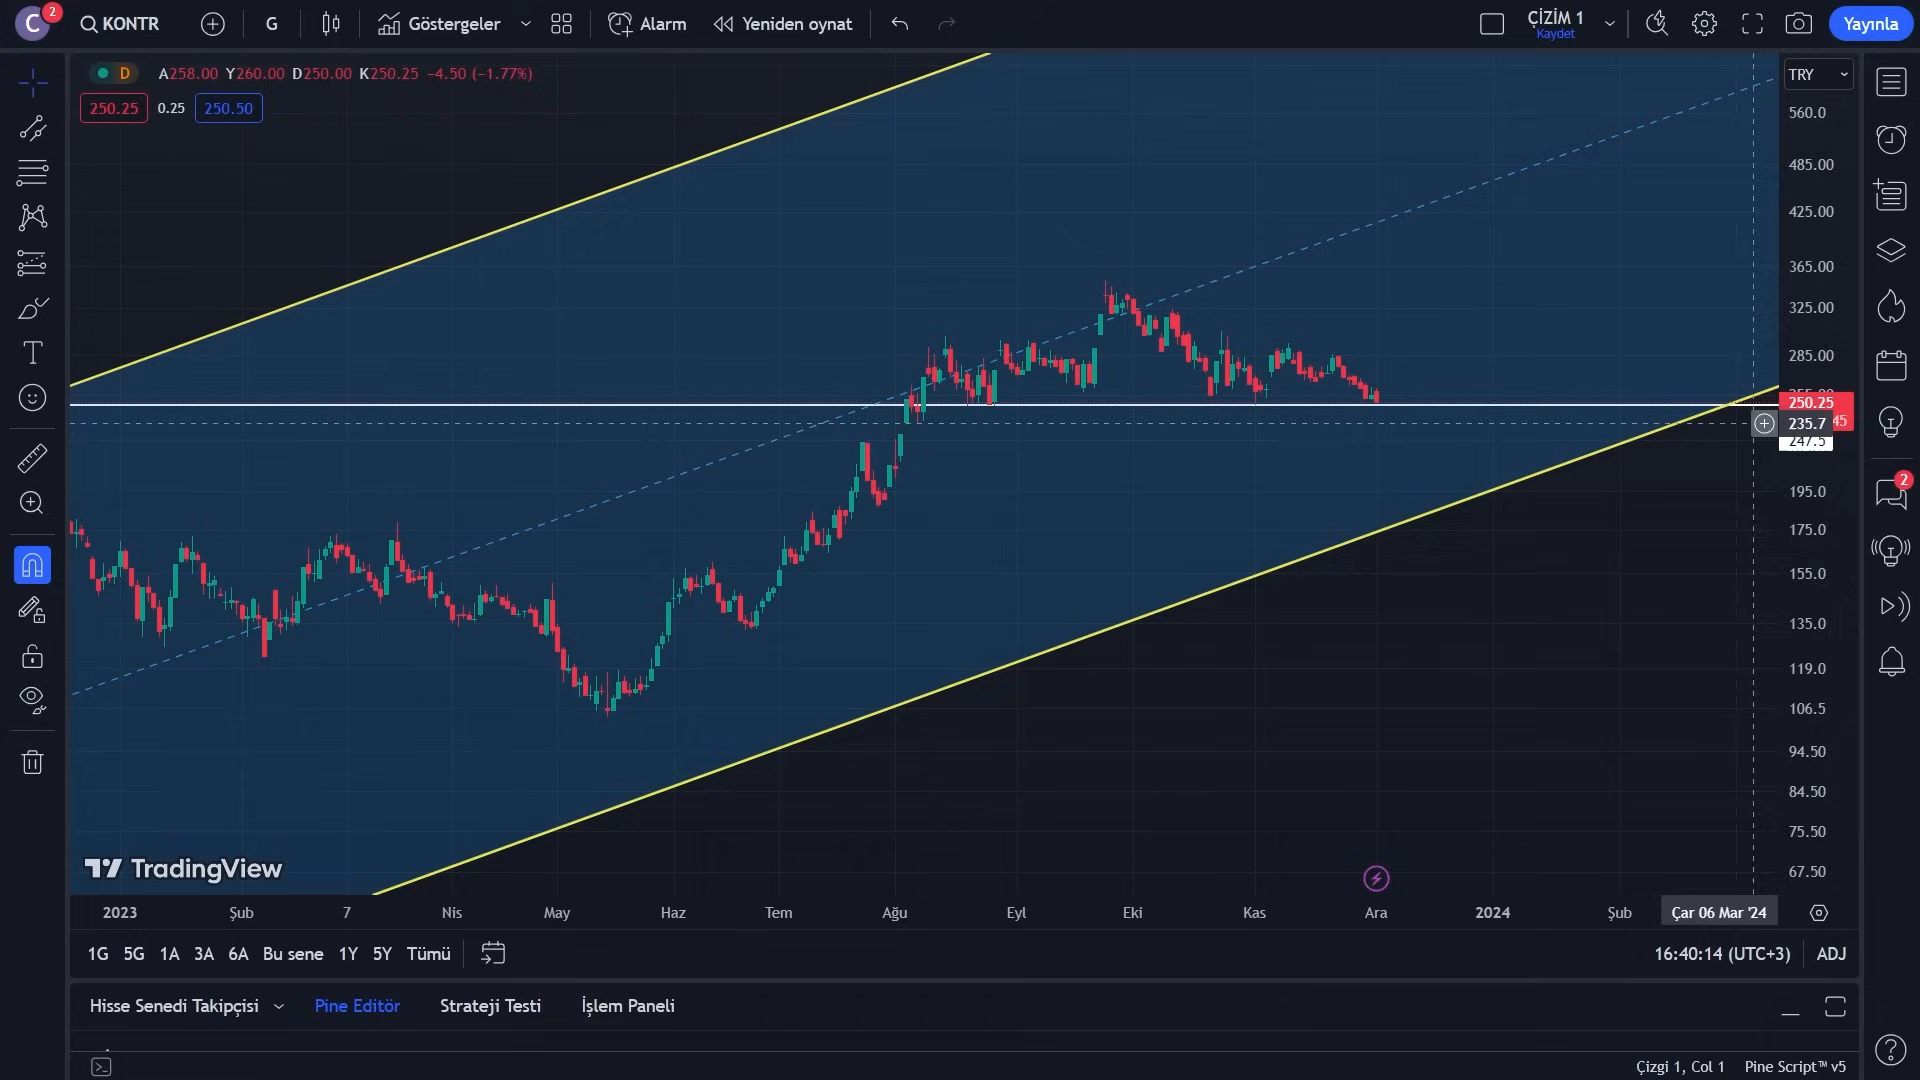 C 2 KONTR G Göstergeler Alarm Yeniden oynat ÇİZİM 1 Yayınla
Kaydet
D A258.00 Y260.00 D250.00 K250.25 −4.50 (−1.77%)
250.25 0.25 250.50
TRY
560.0
485.00
425.00
365.00
325.00
285.00
250.25
235.7 45
247.5
195.0
175.0
155.0
135.0
119.0
106.5
94.50
84.50
75.50
67.50
2
TradingView
2023 Şub 7 Nis May Haz Tem Ağu Eyl Eki Kas Ara 2024 Şub Çar 06 Mar '24
1G 5G 1A 3A 6A Bu sene 1Y 5Y Tümü 16:40:14 (UTC+3) ADJ
Hisse Senedi Takipçisi Pine Editör Strateji Testi İşlem Paneli
Çizgi 1, Col 1 Pine Script™ v5